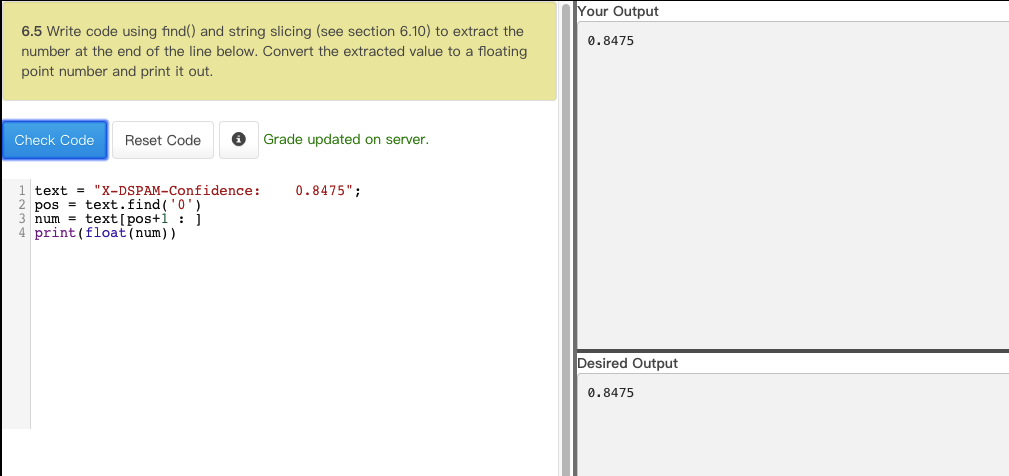 6.5 Write code using find() and string slicing (see section 6.10) to extract the
number at the end of the line below. Convert the extracted value to a floating
point number and print it out.
Check Code
Reset Code
Grade updated on server.
1 text = "X-DSPAM-Confidence:    0.8475";
2 pos = text.find('0')
3 num = text[pos+1 : ]
4 print(float(num))
Your Output
0.8475
Desired Output
0.8475